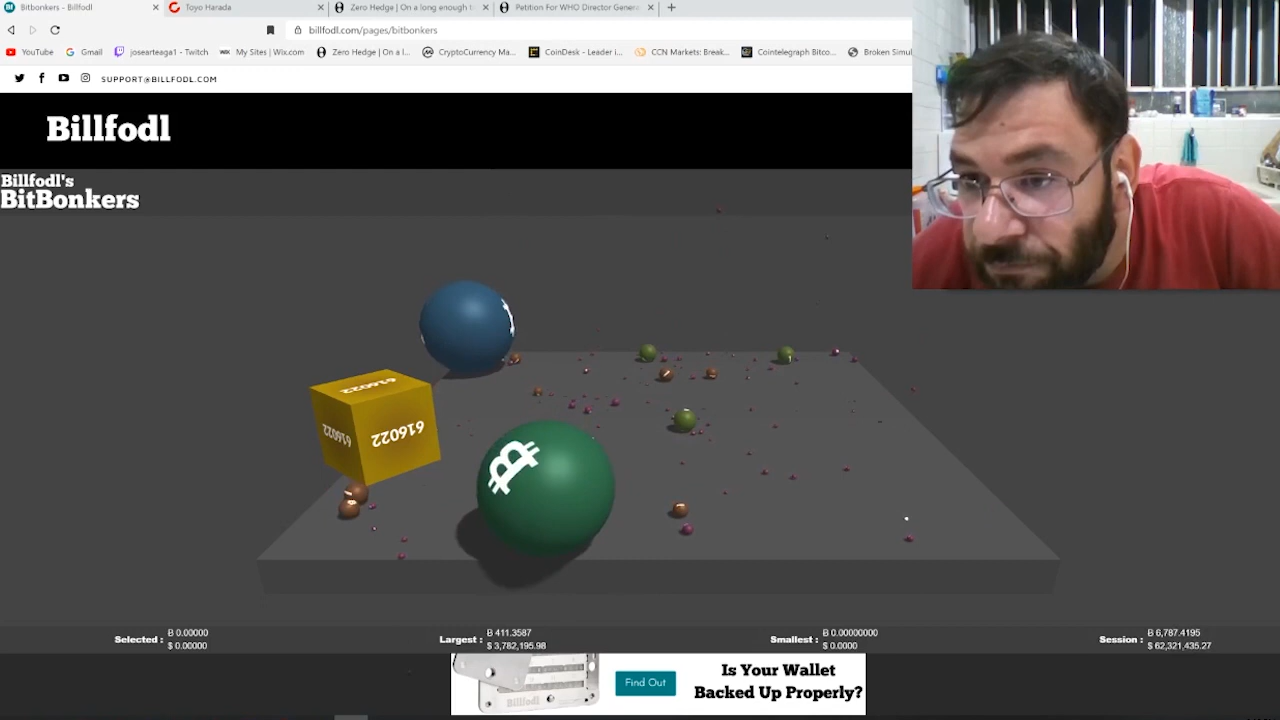 Bitbonkers - Billfodl
Toyo Harada
Zero Hedge | On a long enough t
Petition For WHO Director Genera
billfodl.com/pages/bitbonkers
YouTube
Gmail
josearteaga1 - Twitch
WiX My Sites | Wix.com
Zero Hedge | On a l...
CryptoCurrency Ma...
CoinDesk - Leader i...
CCN Markets: Break...
Cointelegraph Bitco...
Broken Simul
SUPPORT@BILLFODL.COM
Billfodl
Billfodl's
BitBonkers
616022
616022
616022
Selected : Ƀ 0.00000
$ 0.00000
Largest : Ƀ 411.3587
$ 3,782,195.98
Smallest : Ƀ 0.00000000
$ 0.0000
Session : Ƀ 6,787.4195
$ 62,321,435.27
Billfodl
Find Out
Is Your Wallet
Backed Up Properly?